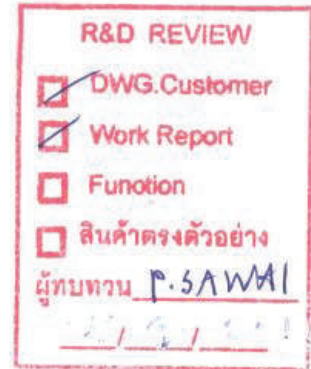 R&D REVIEW
DWG.Customer
Work Report
Function
สินค้าตรงตัวอย่าง
ผู้ทบทวน P.SAWAI